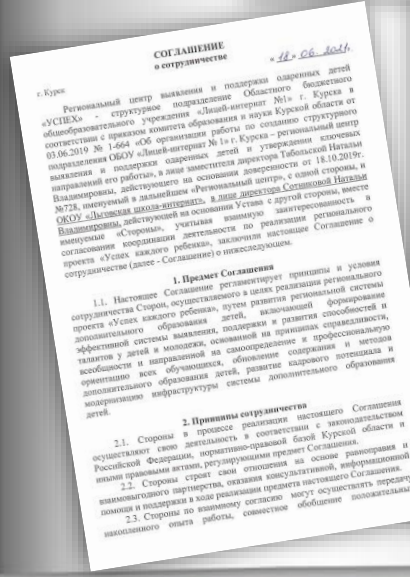 СОГЛАШЕНИЕ
о сотрудничестве
« 18 » 06. 2021г.
г. Курск
Региональный центр выявления и поддержки одаренных детей
«УСПЕХ» - структурное подразделение Областного бюджетного
общеобразовательного учреждения «Лицей-интернат №1» г. Курска в
соответствии с приказом комитета образования и науки Курской области от
03.06.2019 № 1-664 «Об организации работы по созданию структурного
подразделения ОБОУ «Лицей-интернат № 1» г. Курска – региональный центр
выявления и поддержки одаренных детей и утверждении ключевых
направлений его работы», в лице заместителя директора Табольской Натальи
Владимировны, действующего на основании доверенности от 18.10.2019г.
№728, именуемый в дальнейшем «Региональный центр», с одной стороны, и
ОКОУ «Льговская школа-интернат», в лице директора Сотниковой Натальи
Владимировны, действующей на основании Устава с другой стороны, вместе
именуемые «Стороны», учитывая взаимную заинтересованность в
согласовании координации деятельности по реализации регионального
проекта «Успех каждого ребенка», заключили настоящее Соглашение о
сотрудничестве (далее - Соглашение) о нижеследующем.
1. Предмет Соглашения
1.1. Настоящее Соглашение регламентирует принципы и условия
сотрудничества Сторон, осуществляемого в целях реализации регионального
проекта «Успех каждого ребенка», путем развития региональной системы
дополнительного образования детей, включающей формирование
эффективной системы выявления, поддержки и развития способностей и
талантов у детей и молодежи, основанной на принципах справедливости,
всеобщности и направленной на самоопределение и профессиональную
ориентацию всех обучающихся, обновление содержания и методов
дополнительного образования детей, развитие кадрового потенциала и
модернизацию инфраструктуры системы дополнительного образования
детей.
2. Принципы сотрудничества
2.1. Стороны в процессе реализации настоящего Соглашения
осуществляют свою деятельность в соответствии с законодательством
Российской Федерации, нормативно-правовой базой Курской области и
иными правовыми актами, регулирующими предмет Соглашения.
2.2. Стороны строят свои отношения на основе равноправия и
взаимовыгодного партнерства, оказания консультативной, информационной
помощи и поддержки в ходе реализации предмета настоящего Соглашения.
2.3. Стороны по взаимному согласию могут осуществлять передачу
накопленного опыта работы, совместное обобщение положительны